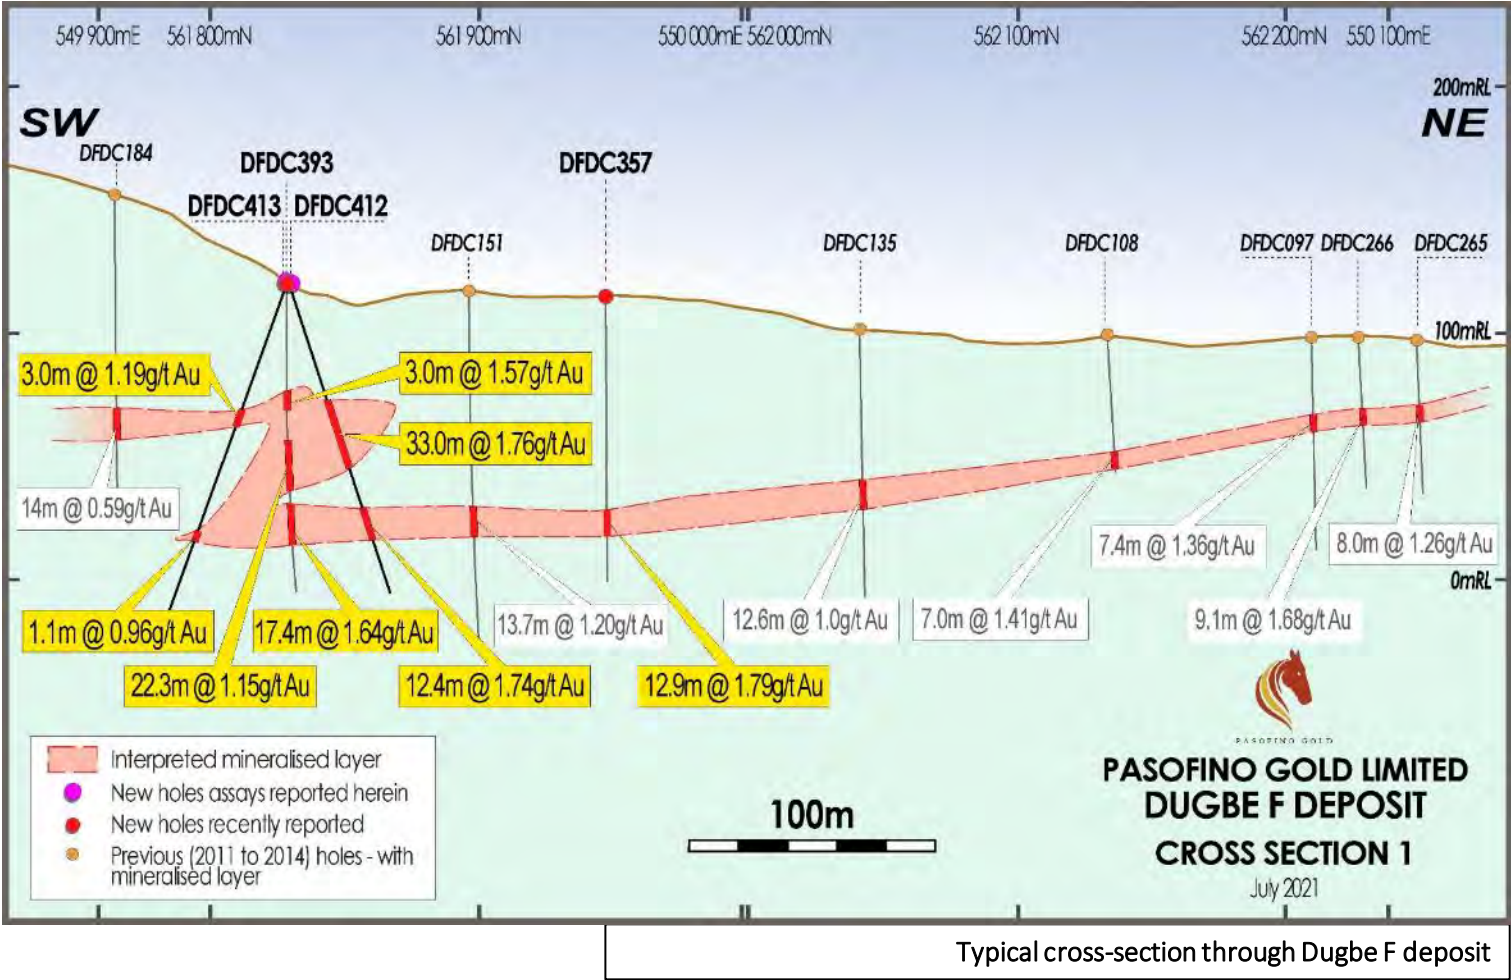 549 900mE 561 800mN 561 900mN 550 000mE 562 000mN 562 100mN 562 200mN 550 100mE
200mRL
SW NE
DFDC184 DFDC393 DFDC357
DFDC413 DFDC412
DFDC151 DFDC135 DFDC108 DFDC097 DFDC266 DFDC265
100mRL
3.0m @ 1.19g/t Au 3.0m @ 1.57g/t Au
33.0m @ 1.76g/t Au
14m @ 0.59g/t Au
7.4m @ 1.36g/t Au 8.0m @ 1.26g/t Au
0mRL
1.1m @ 0.96g/t Au 17.4m @ 1.64g/t Au 13.7m @ 1.20g/t Au 12.6m @ 1.0g/t Au 7.0m @ 1.41g/t Au 9.1m @ 1.68g/t Au
22.3m @ 1.15g/t Au 12.4m @ 1.74g/t Au 12.9m @ 1.79g/t Au
PASOFINO GOLD
Interpreted mineralised layer
New holes assays reported herein
New holes recently reported
Previous (2011 to 2014) holes - with
mineralised layer
100m
PASOFINO GOLD LIMITED
DUGBE F DEPOSIT
CROSS SECTION 1
July 2021
Typical cross-section through Dugbe F deposit